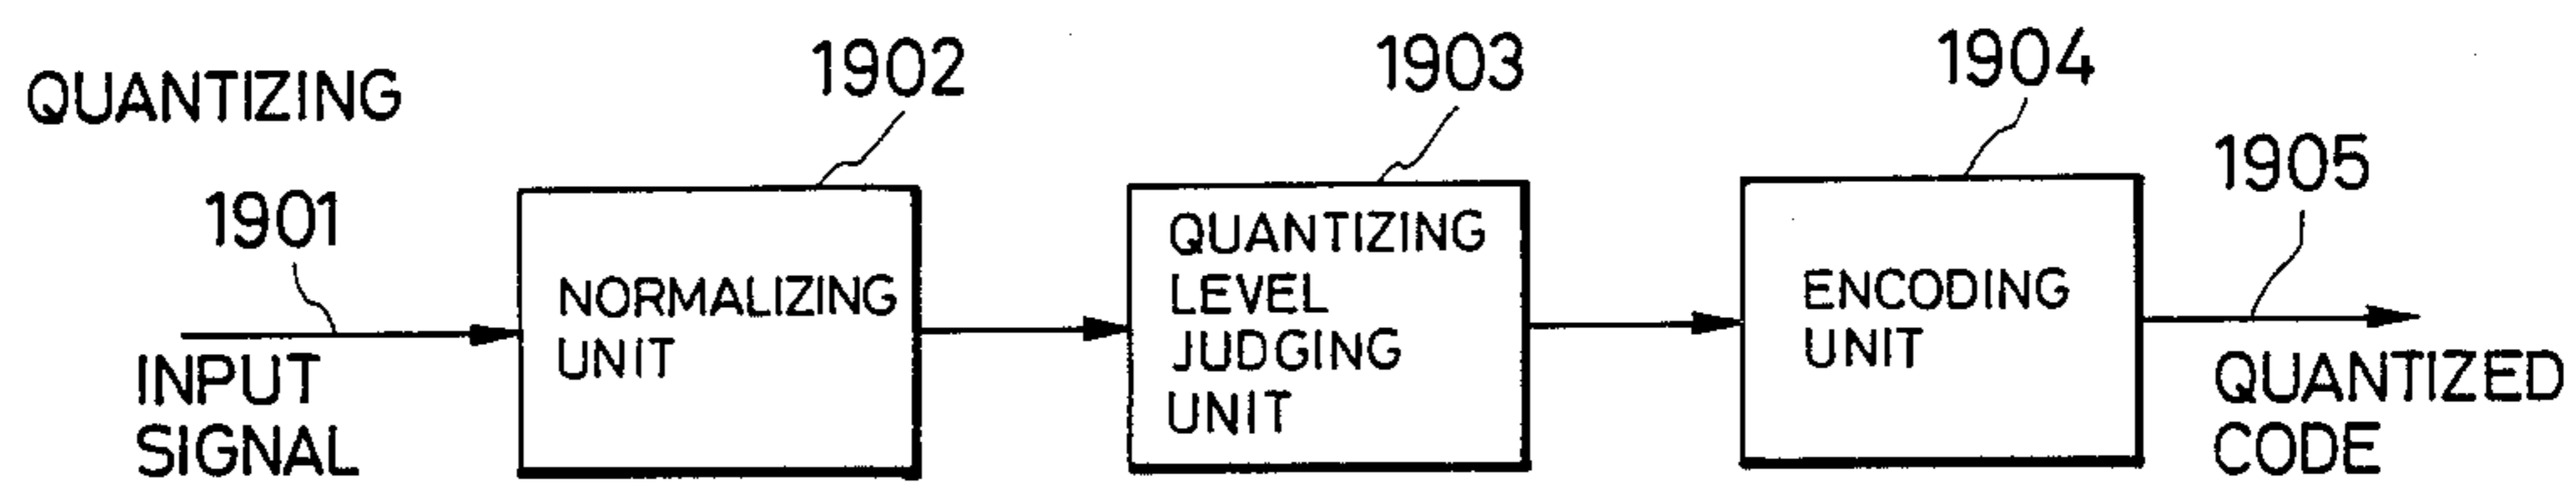 QUANTIZING
1901
INPUT
SIGNAL
1902
NORMALIZING
UNIT
1903
QUANTIZING
LEVEL
JUDGING
UNIT
1904
ENCODING
UNIT
1905
QUANTIZED
CODE